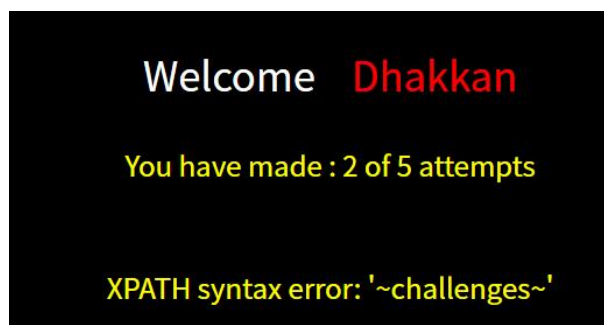 Welcome Dhakkan
You have made : 2 of 5 attempts
XPATH syntax error: '~challenges~'